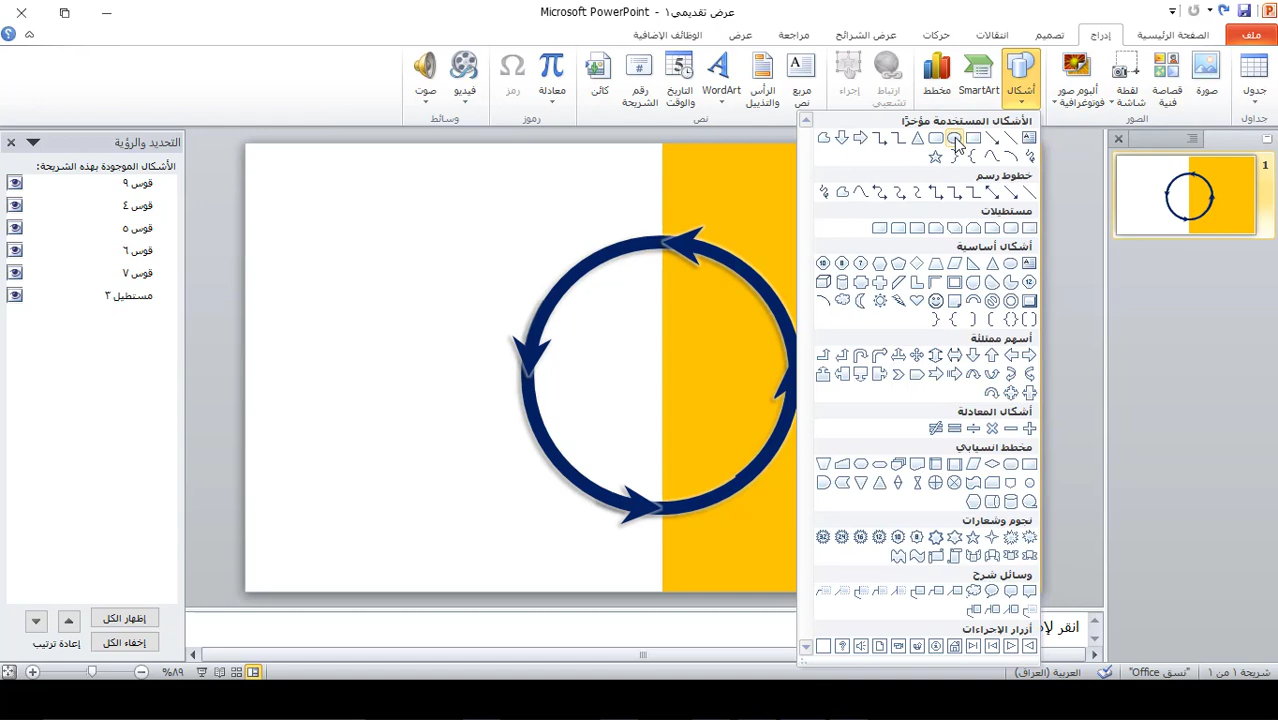 عرض تقديمي١ - Microsoft PowerPoint
ملف
الصفحة الرئيسية
إدراج
تصميم
انتقالات
حركات
عرض الشرائح
مراجعة
عرض
الوظائف الإضافية
جدول
صورة
قصاصة فنية
لقطة شاشة
ألبوم صور فوتوغرافية
أشكال
SmartArt
مخطط
ارتباط تشعبي
إجراء
مربع نص
الرأس والتذييل
WordArt
التاريخ والوقت
رقم الشريحة
كائن
معادلة
رمز
فيديو
صوت
جداول
الصور
نص
رموز
وسائط
الأشكال المستخدمة مؤخرًا
خطوط رسم
مستطيلات
أشكال أساسية
أسهم ممتلئة
أشكال المعادلة
مخطط انسيابي
نجوم وشعارات
وسائل شرح
أزرار الإجراءات
التحديد والرؤية
الأشكال الموجودة بهذه الشريحة:
قوس ٩
قوس ٤
قوس ٥
قوس ٦
قوس ٧
مستطيل ٣
إظهار الكل
إخفاء الكل
إعادة ترتيب
1
انقر لإد
شريحة ١ من ١
"نسق Office"
العربية (العراق)
٨٩%